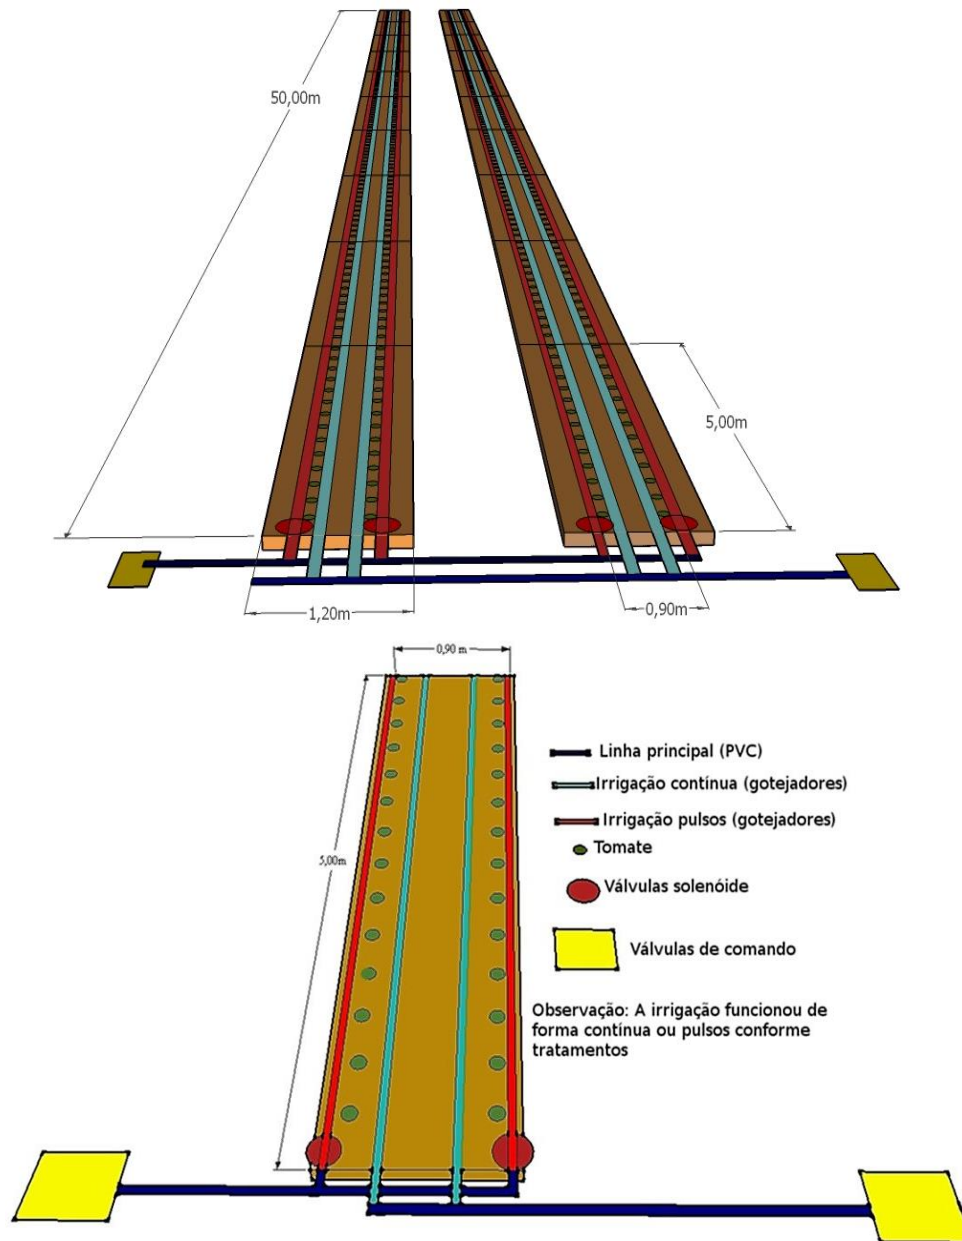 50,00m
5,00m
1,20m
0,90m
0,90 m
5,00m
Linha principal (PVC)
Irrigação contínua (gotejadores)
Irrigação pulsos (gotejadores)
Tomate
Válvulas solenóide
Válvulas de comando
Observação: A irrigação funcionou de
forma contínua ou pulsos conforme
tratamentos